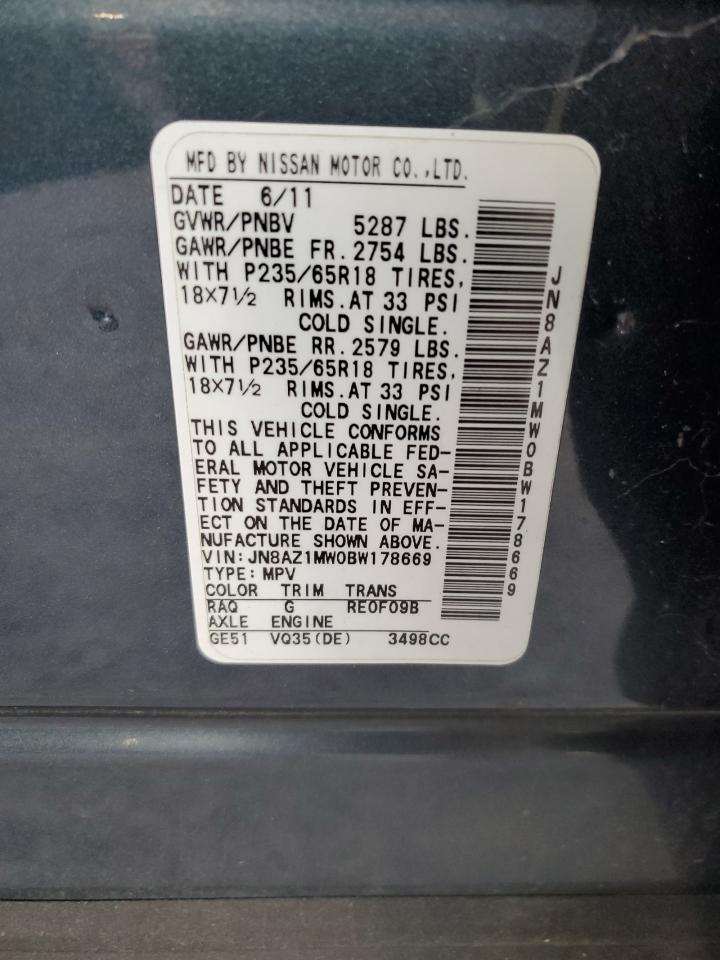 MFD BY NISSAN MOTOR CO.,LTD.
DATE 6/11
GVWR/PNBV 5287 LBS.
GAWR/PNBE FR.2754 LBS.
WITH P235/65R18 TIRES,
18X7½ RIMS.AT 33 PSI
COLD SINGLE.
GAWR/PNBE RR.2579 LBS.
WITH P235/65R18 TIRES,
18X7½ RIMS.AT 33 PSI
COLD SINGLE.
THIS VEHICLE CONFORMS
TO ALL APPLICABLE FED-
ERAL MOTOR VEHICLE SA-
FETY AND THEFT PREVEN-
TION STANDARDS IN EFF-
ECT ON THE DATE OF MA-
NUFACTURE SHOWN ABOVE.
VIN:JN8AZ1MW0BW178669
TYPE:MPV
COLOR TRIM TRANS
RAQ G RE0F09B
AXLE ENGINE
GE51 VQ35(DE) 3498CC
JN8AZ1MW0BW178669